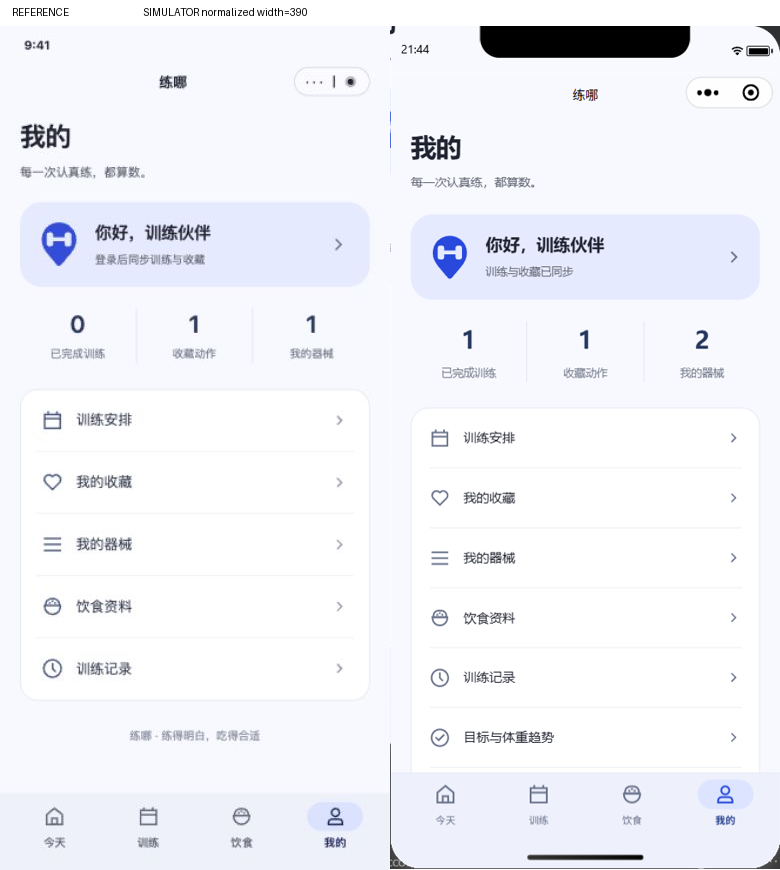 REFERENCE
SIMULATOR normalized width=390
9:41
练哪
我的
每一次认真练，都算数。
你好，训练伙伴
登录后同步训练与收藏
0
1
1
已完成训练
收藏动作
我的器械
训练安排
我的收藏
我的器械
饮食资料
训练记录
练哪 · 练得明白，吃得合适
今天
训练
饮食
我的
21:44
练哪
我的
每一次认真练，都算数。
你好，训练伙伴
训练与收藏已同步
1
1
2
已完成训练
收藏动作
我的器械
训练安排
我的收藏
我的器械
饮食资料
训练记录
目标与体重趋势
今天
训练
饮食
我的